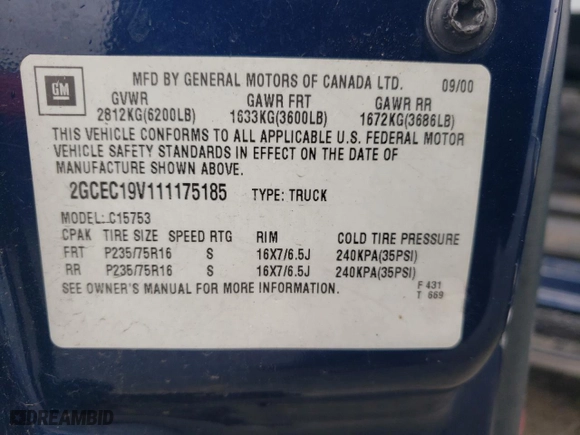 GM
MFD BY GENERAL MOTORS OF CANADA LTD. 09/00
GVWR GAWR FRT GAWR RR
2812KG(6200LB) 1633KG(3600LB) 1672KG(3686LB)
THIS VEHICLE CONFORMS TO ALL APPLICABLE U.S. FEDERAL MOTOR
VEHICLE SAFETY STANDARDS IN EFFECT ON THE DATE OF
MANUFACTURE SHOWN ABOVE.
2GCEC19V111175185 TYPE: TRUCK
MODEL: C15753
CPAK TIRE SIZE SPEED RTG RIM COLD TIRE PRESSURE
FRT P235/75R16 S 16X7/6.5J 240KPA(35PSI)
RR P235/75R16 S 16X7/6.5J 240KPA(35PSI)
SEE OWNER'S MANUAL FOR MORE INFORMATION. F 431
T 669
DREAMBID